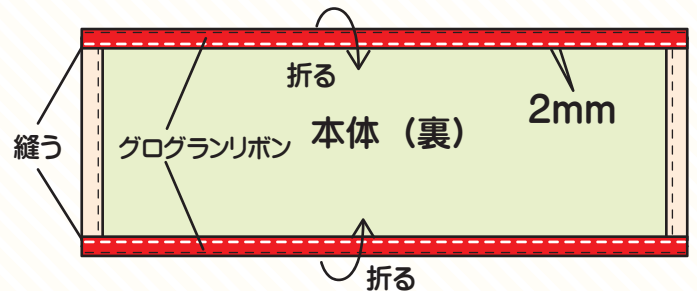 折る
2mm
縫う
グログランリボン
本体（裏）
折る